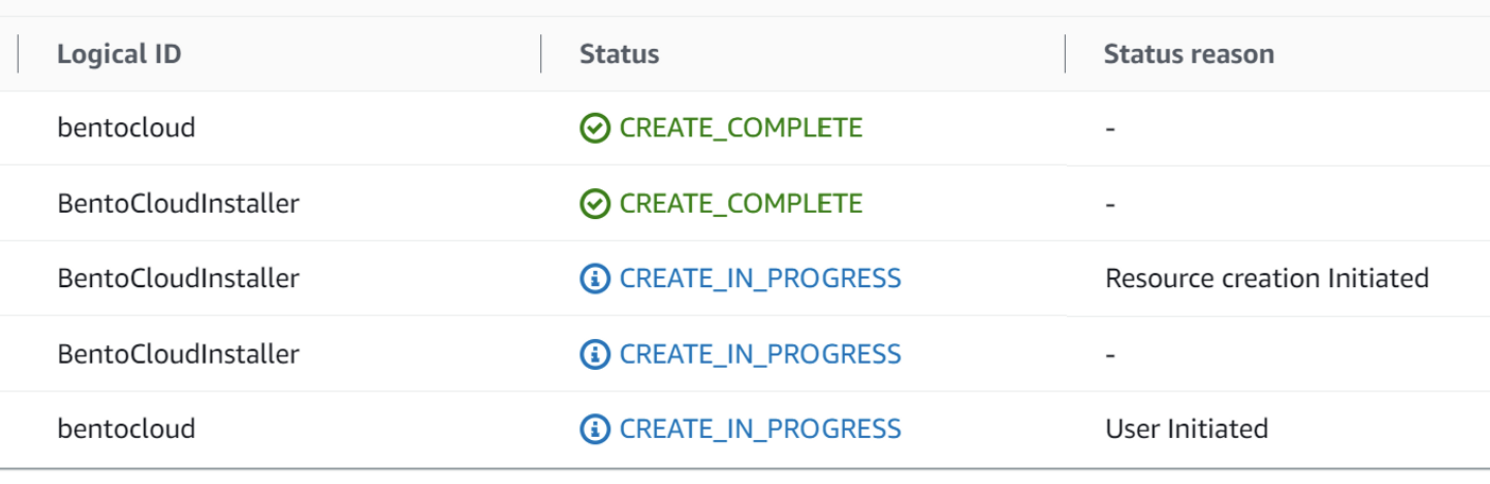 Logical ID Status Status reason
bentocloud CREATE_COMPLETE -
BentoCloudInstaller CREATE_COMPLETE -
BentoCloudInstaller CREATE_IN_PROGRESS Resource creation Initiated
BentoCloudInstaller CREATE_IN_PROGRESS -
bentocloud CREATE_IN_PROGRESS User Initiated